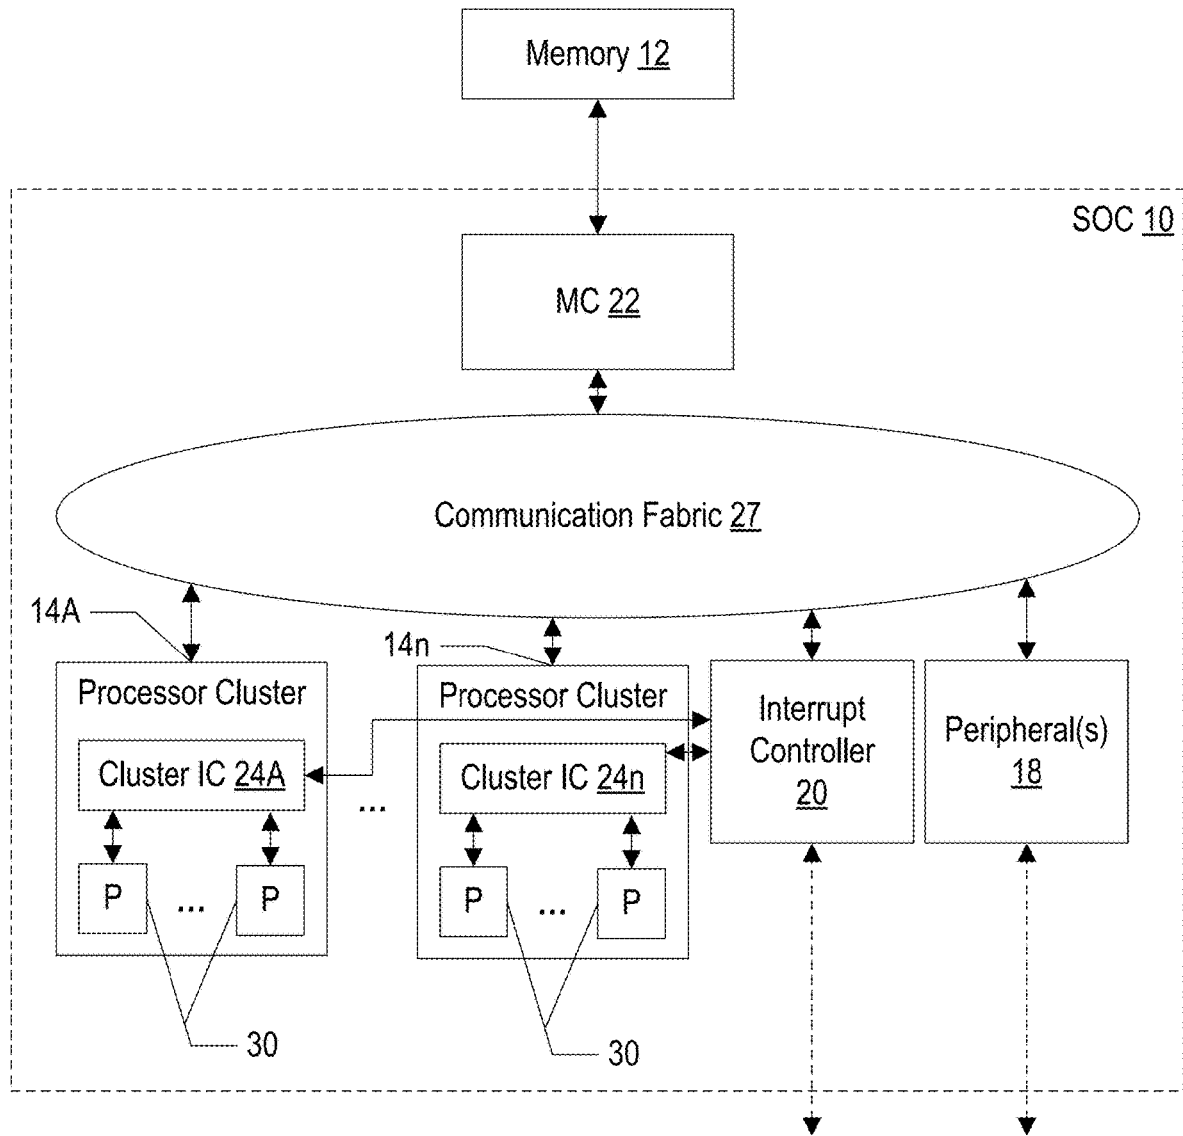 Memory 12
SOC 10
MC 22
Communication Fabric 27
14A
14n
Processor Cluster
Cluster IC 24A
P
...
P
30
...
Processor Cluster
Cluster IC 24n
P
...
P
30
Interrupt
Controller
20
Peripheral(s)
18